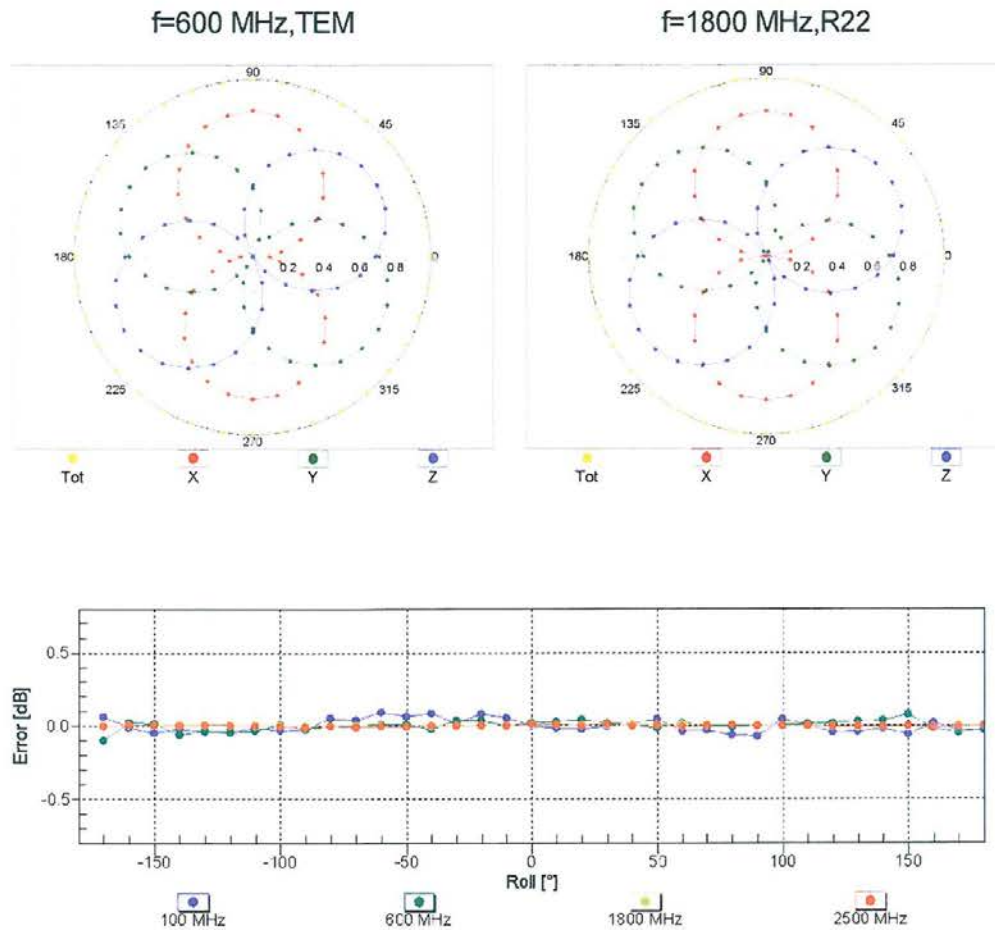 f=600 MHz,TEM
f=1800 MHz,R22
90
135
45
180
0.2 0.4 0.6 0.8
0
225
315
270
Tot X Y Z
90
135
45
180
0.2 0.4 0.6 0.8
0
225
315
270
Tot X Y Z
Error [dB]
0.5
0.0
-0.5
-150 -100 -50 0 50 100 150
Roll [°]
100 MHz 600 MHz 1800 MHz 2500 MHz